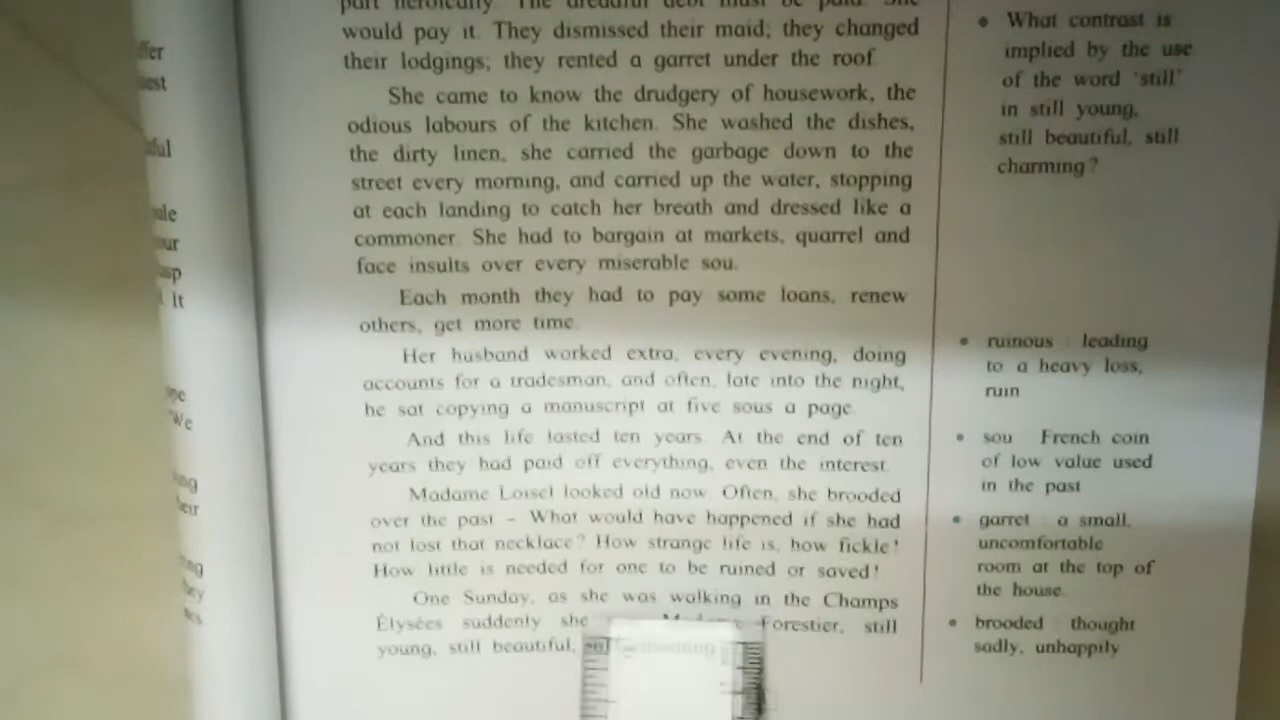 part heroically. The dreadful debt must be paid. She
would pay it. They dismissed their maid; they changed
their lodgings; they rented a garret under the roof
She came to know the drudgery of housework, the
odious labours of the kitchen. She washed the dishes,
the dirty linen, she carried the garbage down to the
street every morning, and carried up the water, stopping
at each landing to catch her breath and dressed like a
commoner. She had to bargain at markets, quarrel and
face insults over every miserable sou.
Each month they had to pay some loans, renew
others, get more time.
Her husband worked extra, every evening, doing
accounts for a tradesman, and often, late into the night,
he sat copying a manuscript at five sous a page.
And this life lasted ten years. At the end of ten
years they had paid off everything, even the interest.
Madame Loisel looked old now. Often, she brooded
over the past – What would have happened if she had
not lost that necklace? How strange life is, how fickle!
How little is needed for one to be ruined or saved!
One Sunday, as she was walking in the Champs
Élysées suddenly she Forestier, still
young, still beautiful,
• What contrast is
implied by the use
of the word 'still'
in still young,
still beautiful, still
charming?
• ruinous : leading
to a heavy loss,
ruin
• sou : French coin
of low value used
in the past
• garret : a small,
uncomfortable
room at the top of
the house.
• brooded : thought
sadly, unhappily